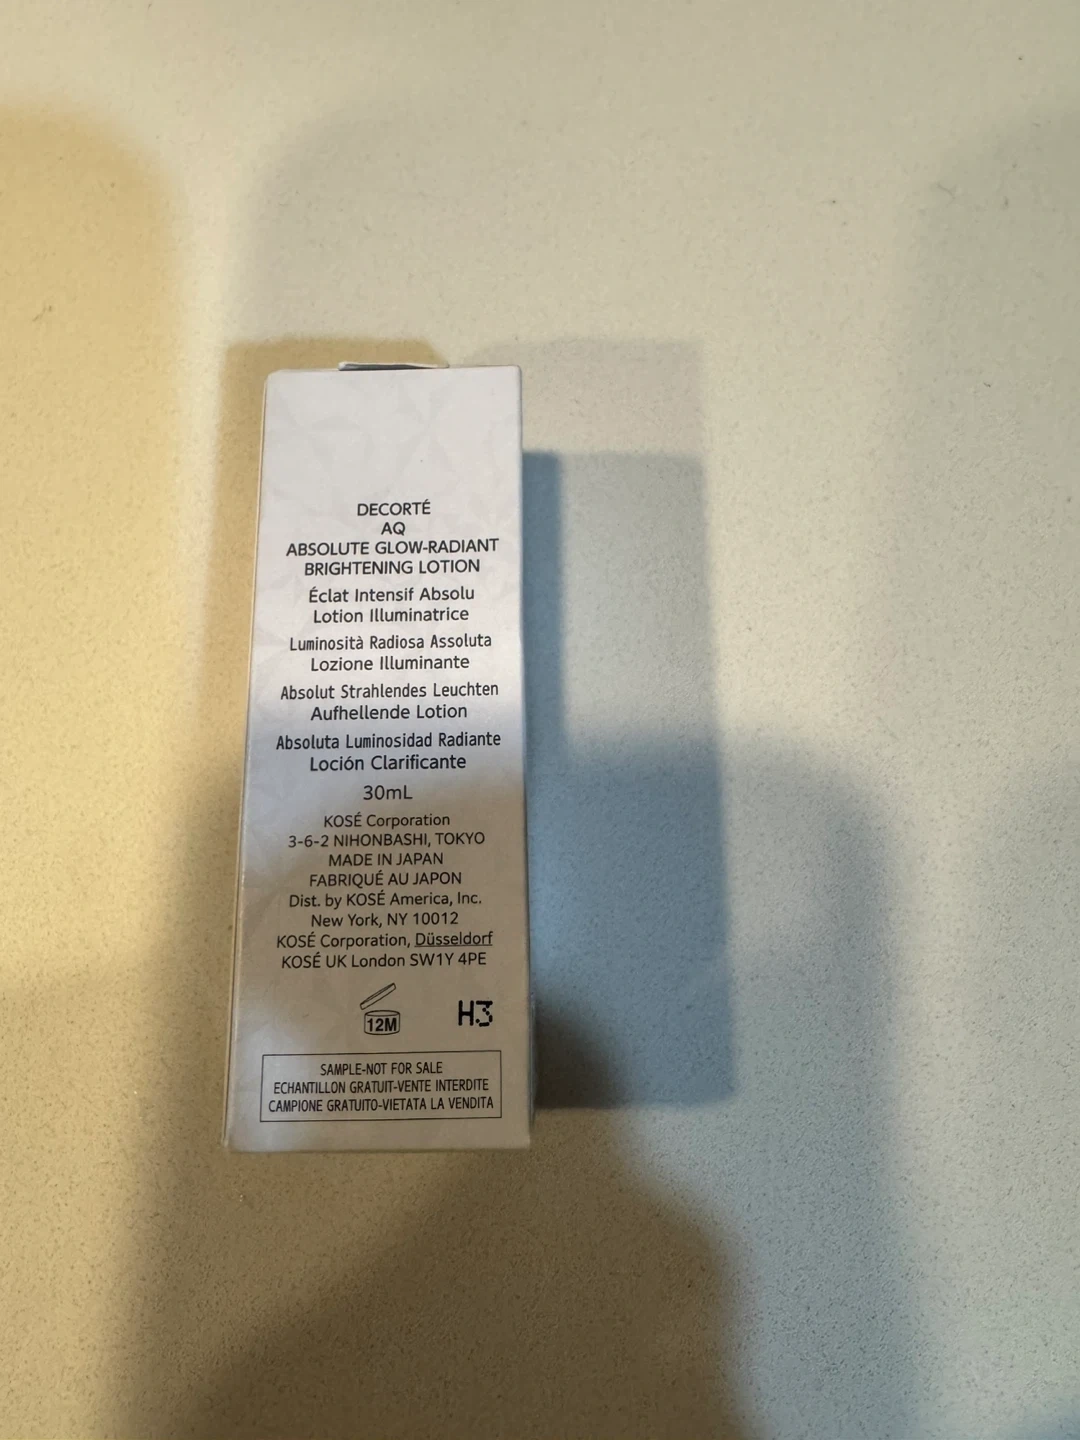 DECORTÉ
AQ
ABSOLUTE GLOW-RADIANT
BRIGHTENING LOTION
Éclat Intensif Absolu
Lotion Illuminatrice
Luminosità Radiosa Assoluta
Lozione Illuminante
Absolut Strahlendes Leuchten
Aufhellende Lotion
Absoluta Luminosidad Radiante
Loción Clarificante
30mL
KOSÉ Corporation
3-6-2 NIHONBASHI, TOKYO
MADE IN JAPAN
FABRIQUÉ AU JAPON
Dist. by KOSÉ America, Inc.
New York, NY 10012
KOSÉ Corporation, Düsseldorf
KOSÉ UK London SW1Y 4PE
12M
H3
SAMPLE-NOT FOR SALE
ECHANTILLON GRATUIT-VENTE INTERDITE
CAMPIONE GRATUITO-VIETATA LA VENDITA